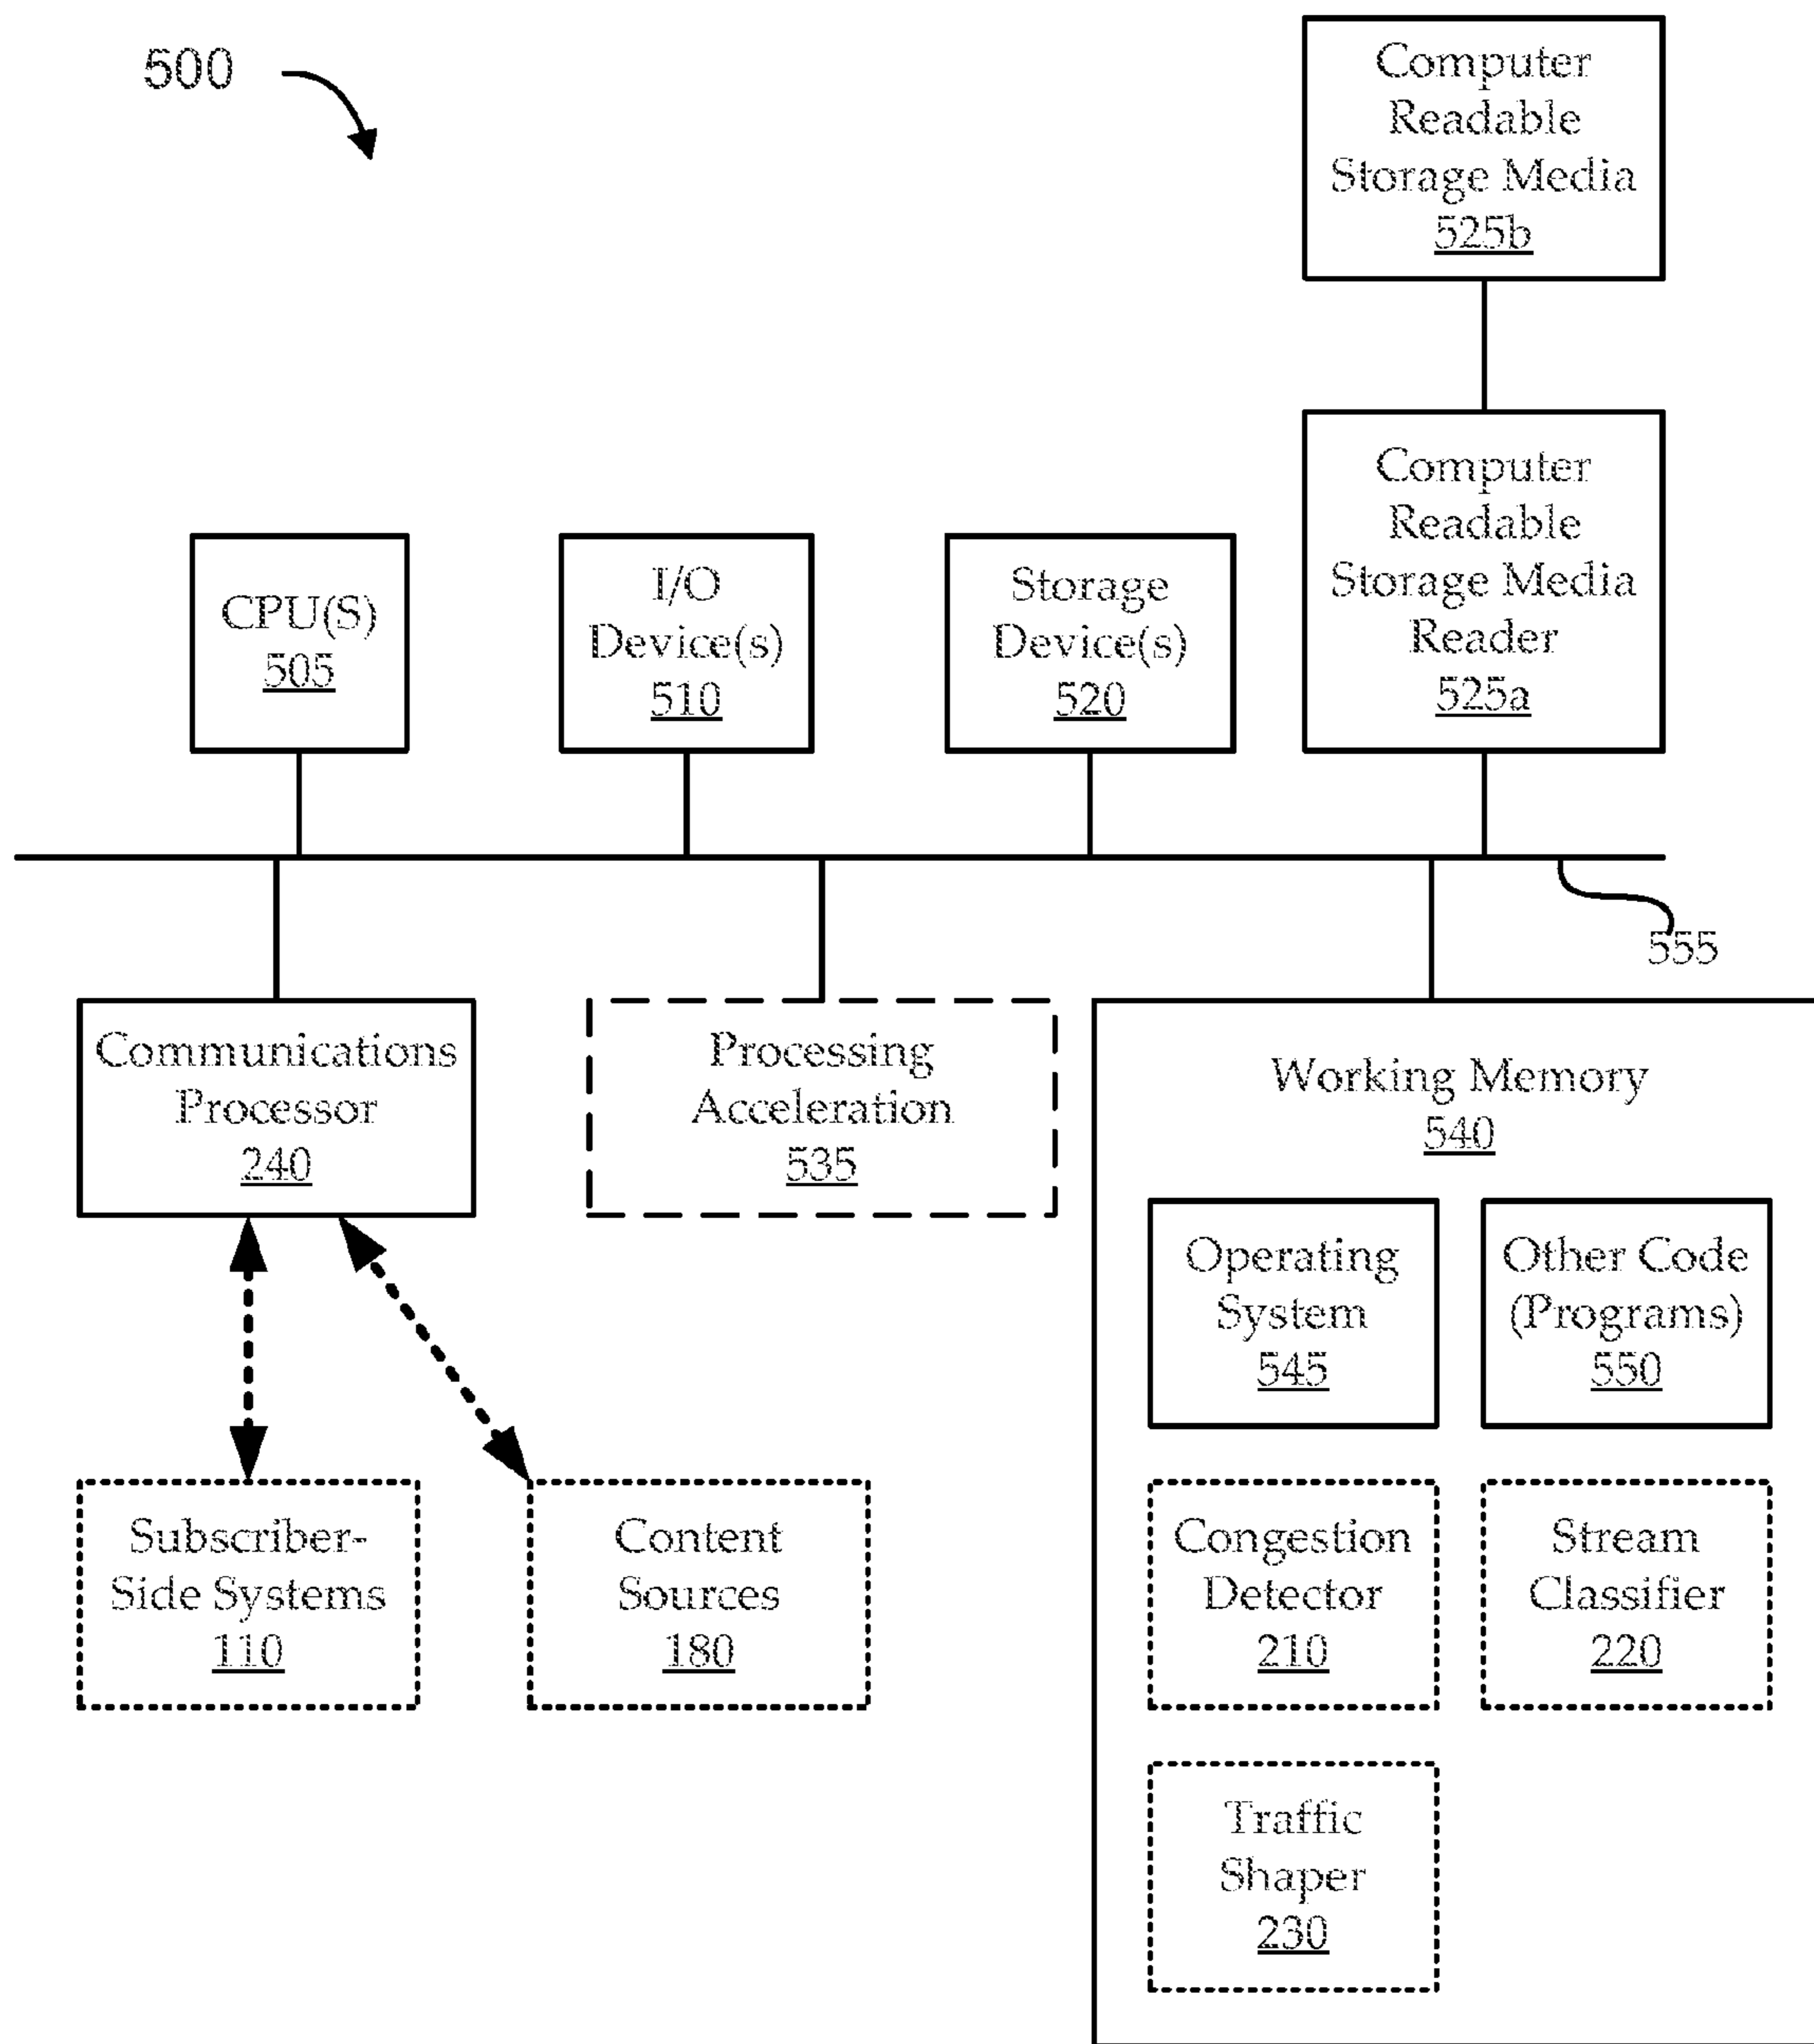 500
Computer
Readable
Storage Media
525b
Computer
Readable
Storage Media
Reader
525a
CPU(S)
505
I/O
Device(s)
510
Storage
Device(s)
520
555
Communications
Processor
240
Processing
Acceleration
535
Working Memory
540
Operating
System
545
Other Code
(Programs)
550
Subscriber-
Side Systems
110
Content
Sources
180
Congestion
Detector
210
Stream
Classifier
220
Traffic
Shaper
230